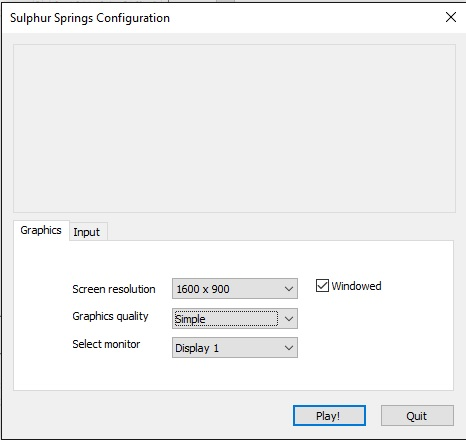 Sulphur Springs Configuration
Graphics
Input
Screen resolution
1600 x 900
Windowed
Graphics quality
Simple
Select monitor
Display 1
Play!
Quit